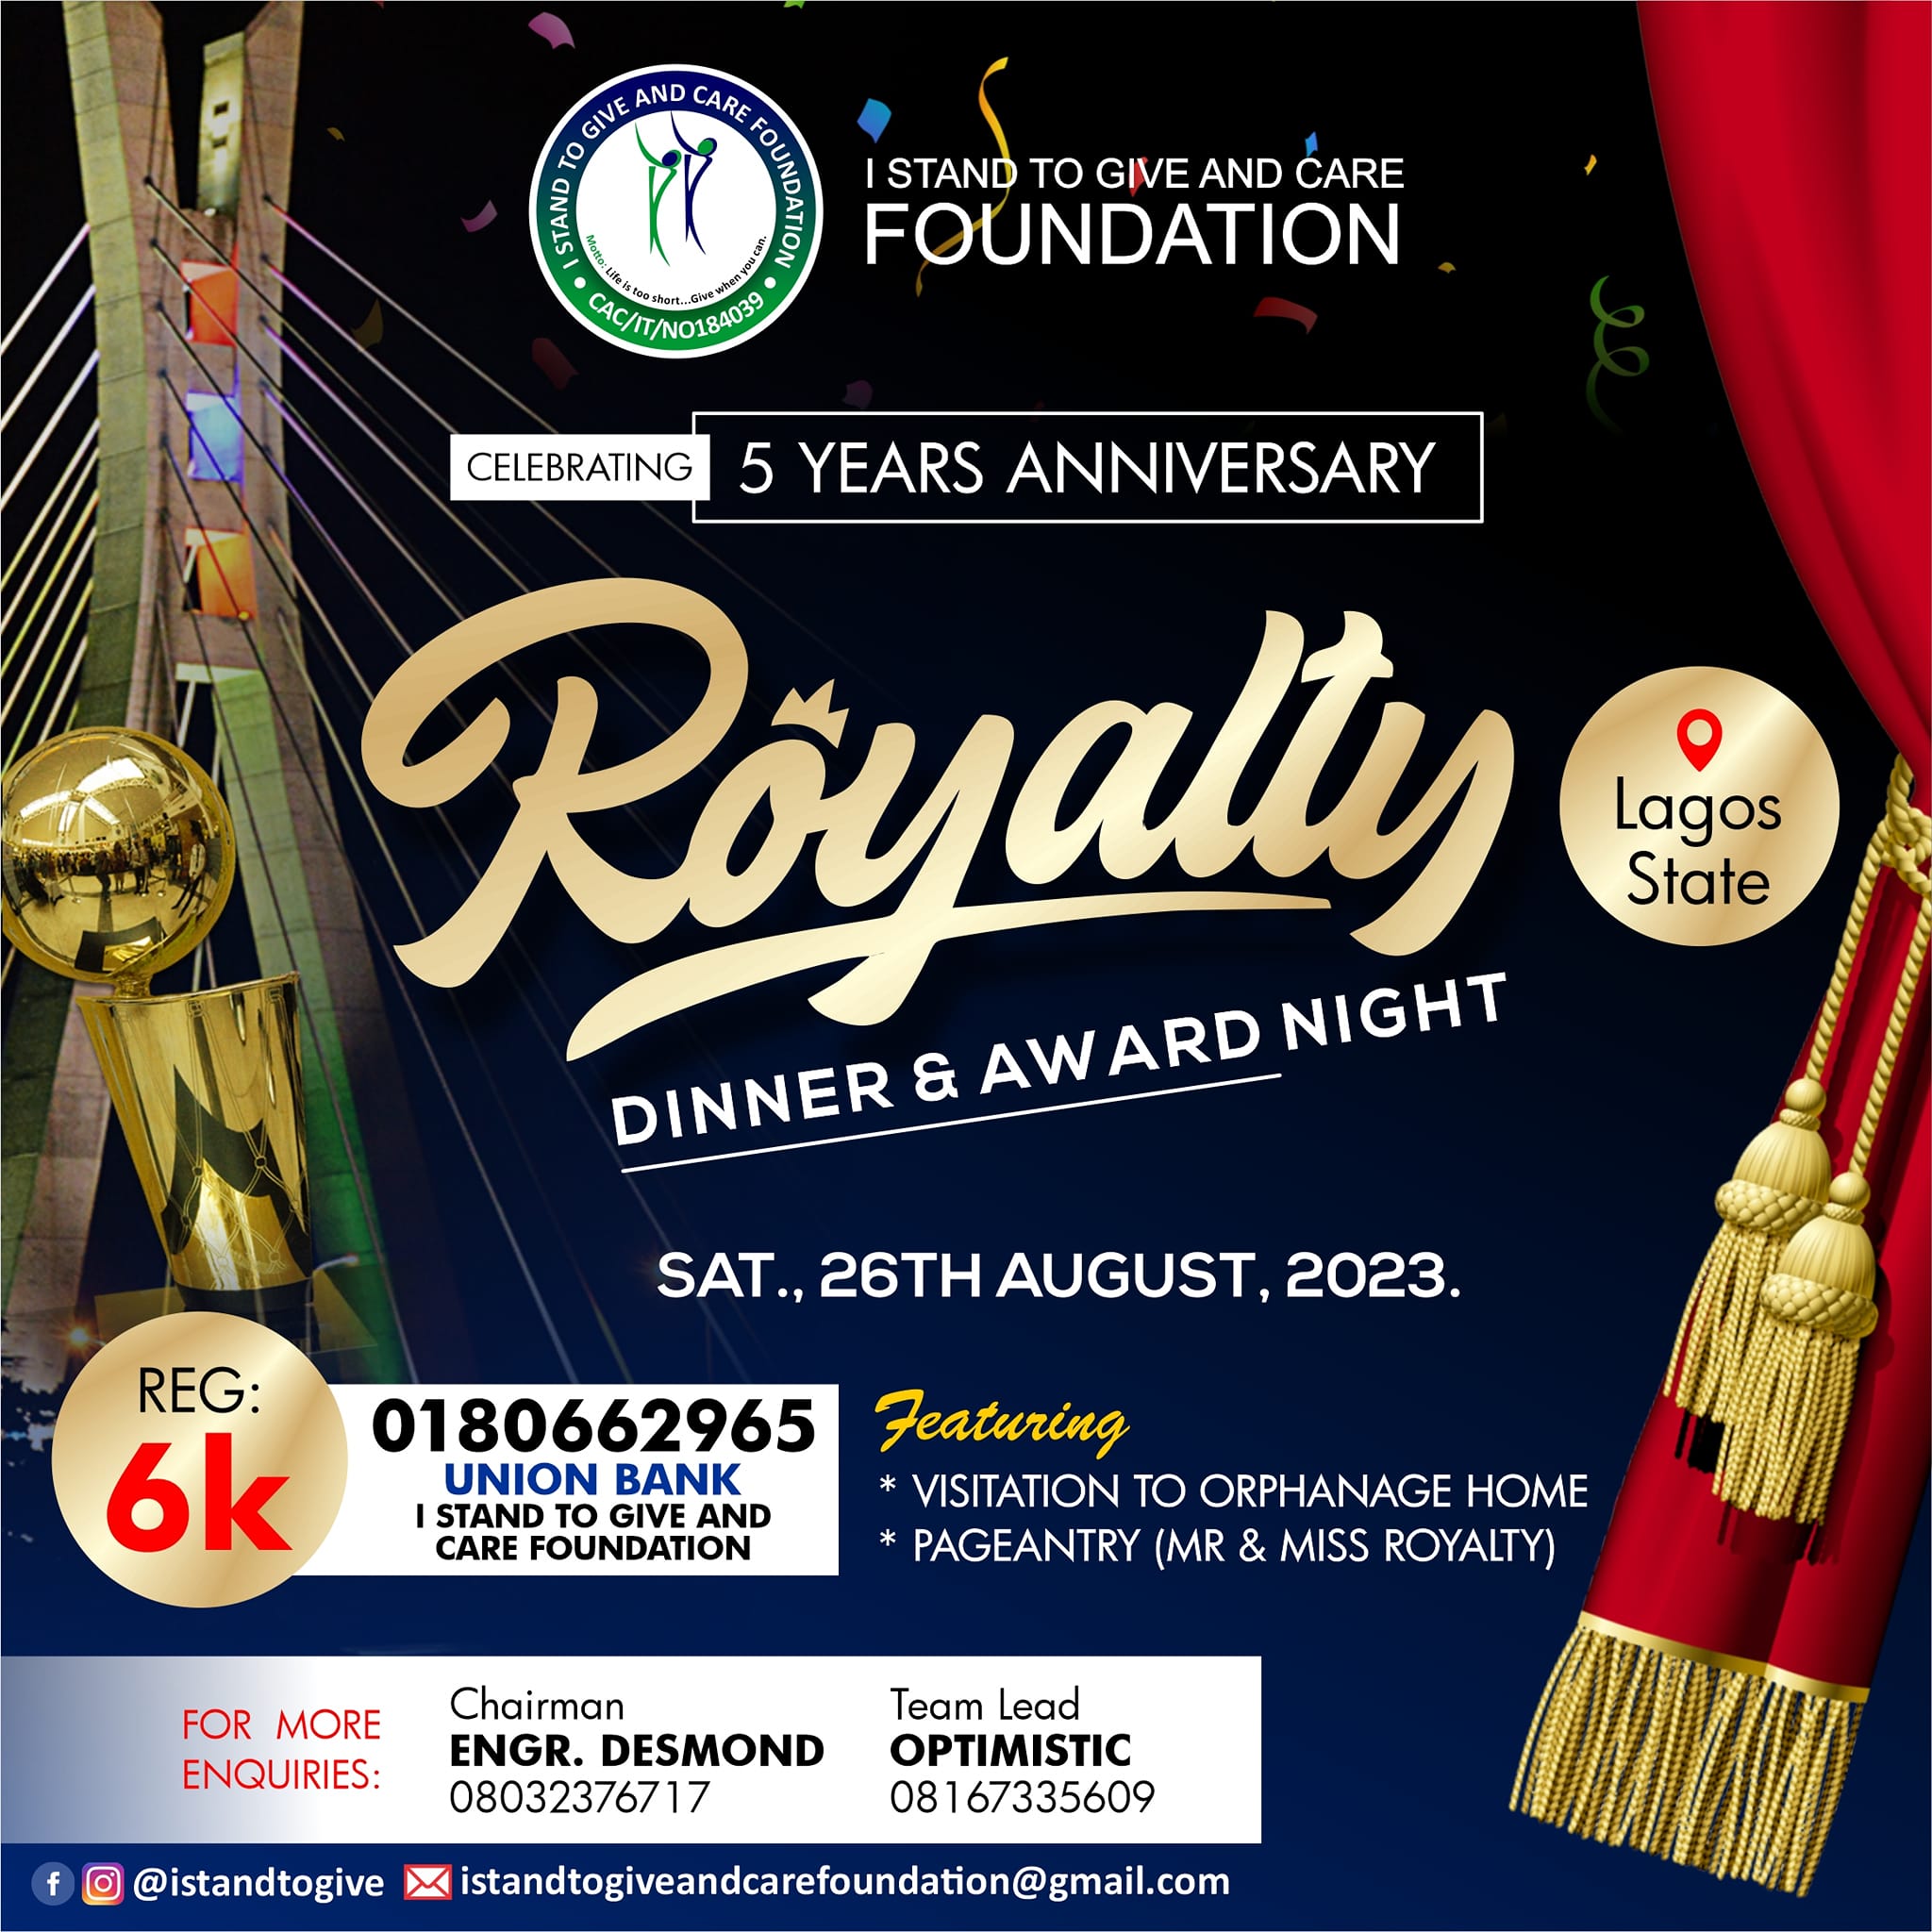 I STAND TO GIVE AND CARE FOUNDATION
Motto: Life is too short...Give when you can.
CAC/IT/NO184039
I STAND TO GIVE AND CARE
FOUNDATION
CELEBRATING
5 YEARS ANNIVERSARY
Royalty
Lagos
State
DINNER & AWARD NIGHT
SAT., 26TH AUGUST, 2023.
REG:
6k
0180662965
UNION BANK
I STAND TO GIVE AND
CARE FOUNDATION
Featuring
* VISITATION TO ORPHANAGE HOME
* PAGEANTRY (MR & MISS ROYALTY)
FOR MORE
ENQUIRIES:
Chairman
ENGR. DESMOND
08032376717
Team Lead
OPTIMISTIC
08167335609
@istandtogive
istandtogiveandcarefoundation@gmail.com